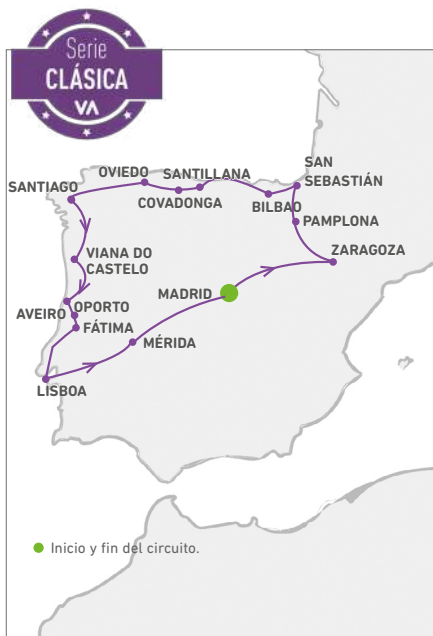 Serie
CLÁSICA
VA
OVIEDO
SANTILLANA
SAN
SEBASTIÁN
SANTIAGO
COVADONGA
BILBAO
PAMPLONA
VIANA DO
CASTELO
ZARAGOZA
MADRID
AVEIRO
OPORTO
FÁTIMA
MÉRIDA
LISBOA
Inicio y fin del circuito.